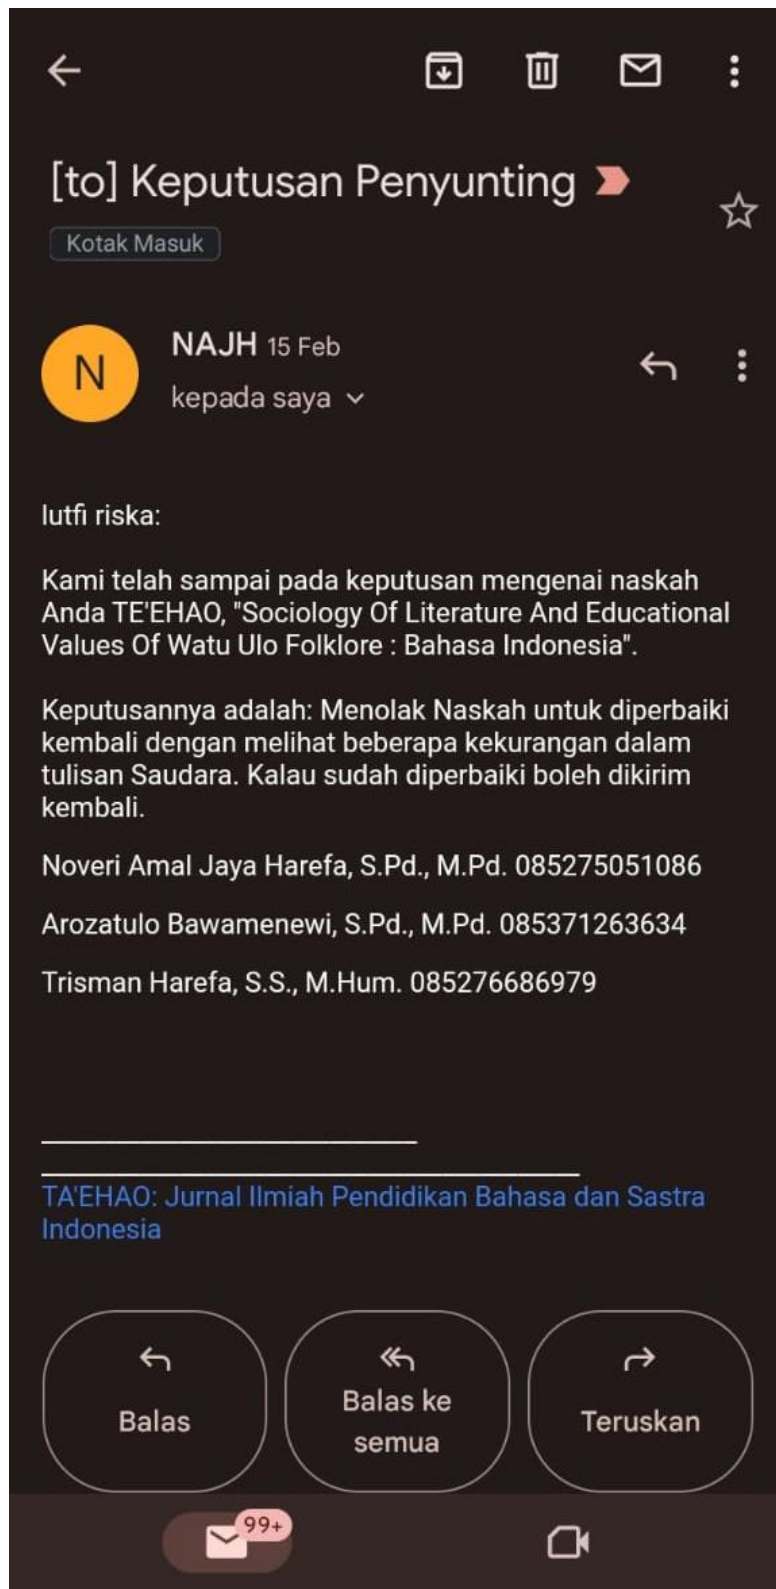 [to] Keputusan Penyunting
Kotak Masuk
N
NAJH 15 Feb
kepada saya
lutfi riska:
Kami telah sampai pada keputusan mengenai naskah
Anda TE'EHAO, "Sociology Of Literature And Educational
Values Of Watu Ulo Folklore : Bahasa Indonesia".
Keputusannya adalah: Menolak Naskah untuk diperbaiki
kembali dengan melihat beberapa kekurangan dalam
tulisan Saudara. Kalau sudah diperbaiki boleh dikirim
kembali.
Noveri Amal Jaya Harefa, S.Pd., M.Pd. 085275051086
Arozatulo Bawamenewi, S.Pd., M.Pd. 085371263634
Trisman Harefa, S.S., M.Hum. 085276686979
TA'EHAO: Jurnal Ilmiah Pendidikan Bahasa dan Sastra
Indonesia
Balas
Balas ke
semua
Teruskan
99+